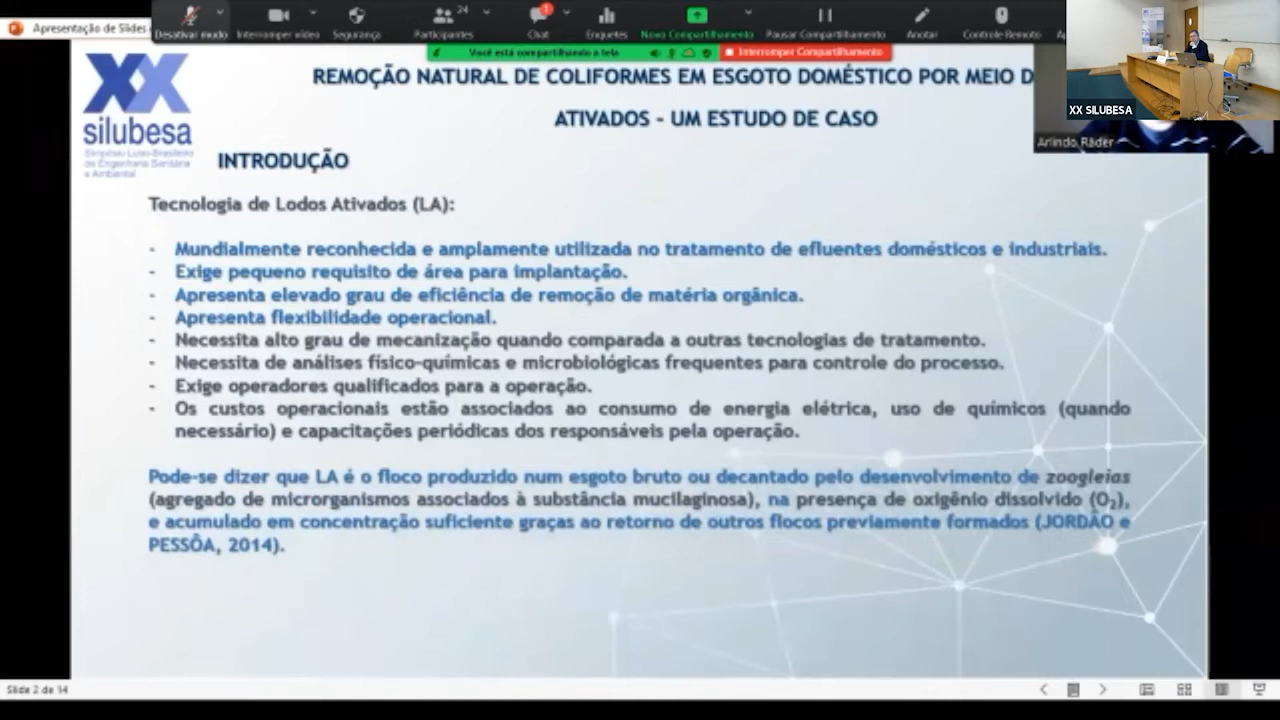 Apresentação de Slides
Desativar mudo
Interromper vídeo
Segurança
24
Participantes
1
Chat
Enquetes
Novo Compartilhamento
Pausar Compartilhamento
Anotar
Controle Remoto
Você está compartilhando a tela
Interromper Compartilhamento
XX SILUBESA
Arlindo Räder
XX
silubesa
Simpósio Luso-Brasileiro
de Engenharia Sanitária
e Ambiental
REMOÇÃO NATURAL DE COLIFORMES EM ESGOTO DOMÉSTICO POR MEIO D
ATIVADOS - UM ESTUDO DE CASO
INTRODUÇÃO
Tecnologia de Lodos Ativados (LA):
- Mundialmente reconhecida e amplamente utilizada no tratamento de efluentes domésticos e industriais.
- Exige pequeno requisito de área para implantação.
- Apresenta elevado grau de eficiência de remoção de matéria orgânica.
- Apresenta flexibilidade operacional.
- Necessita alto grau de mecanização quando comparada a outras tecnologias de tratamento.
- Necessita de análises físico-químicas e microbiológicas frequentes para controle do processo.
- Exige operadores qualificados para a operação.
- Os custos operacionais estão associados ao consumo de energia elétrica, uso de químicos (quando
necessário) e capacitações periódicas dos responsáveis pela operação.
Pode-se dizer que LA é o floco produzido num esgoto bruto ou decantado pelo desenvolvimento de zoogleias
(agregado de microrganismos associados à substância mucilaginosa), na presença de oxigênio dissolvido (O₂),
e acumulado em concentração suficiente graças ao retorno de outros flocos previamente formados (JORDÃO e
PESSÔA, 2014).
Slide 2 de 14